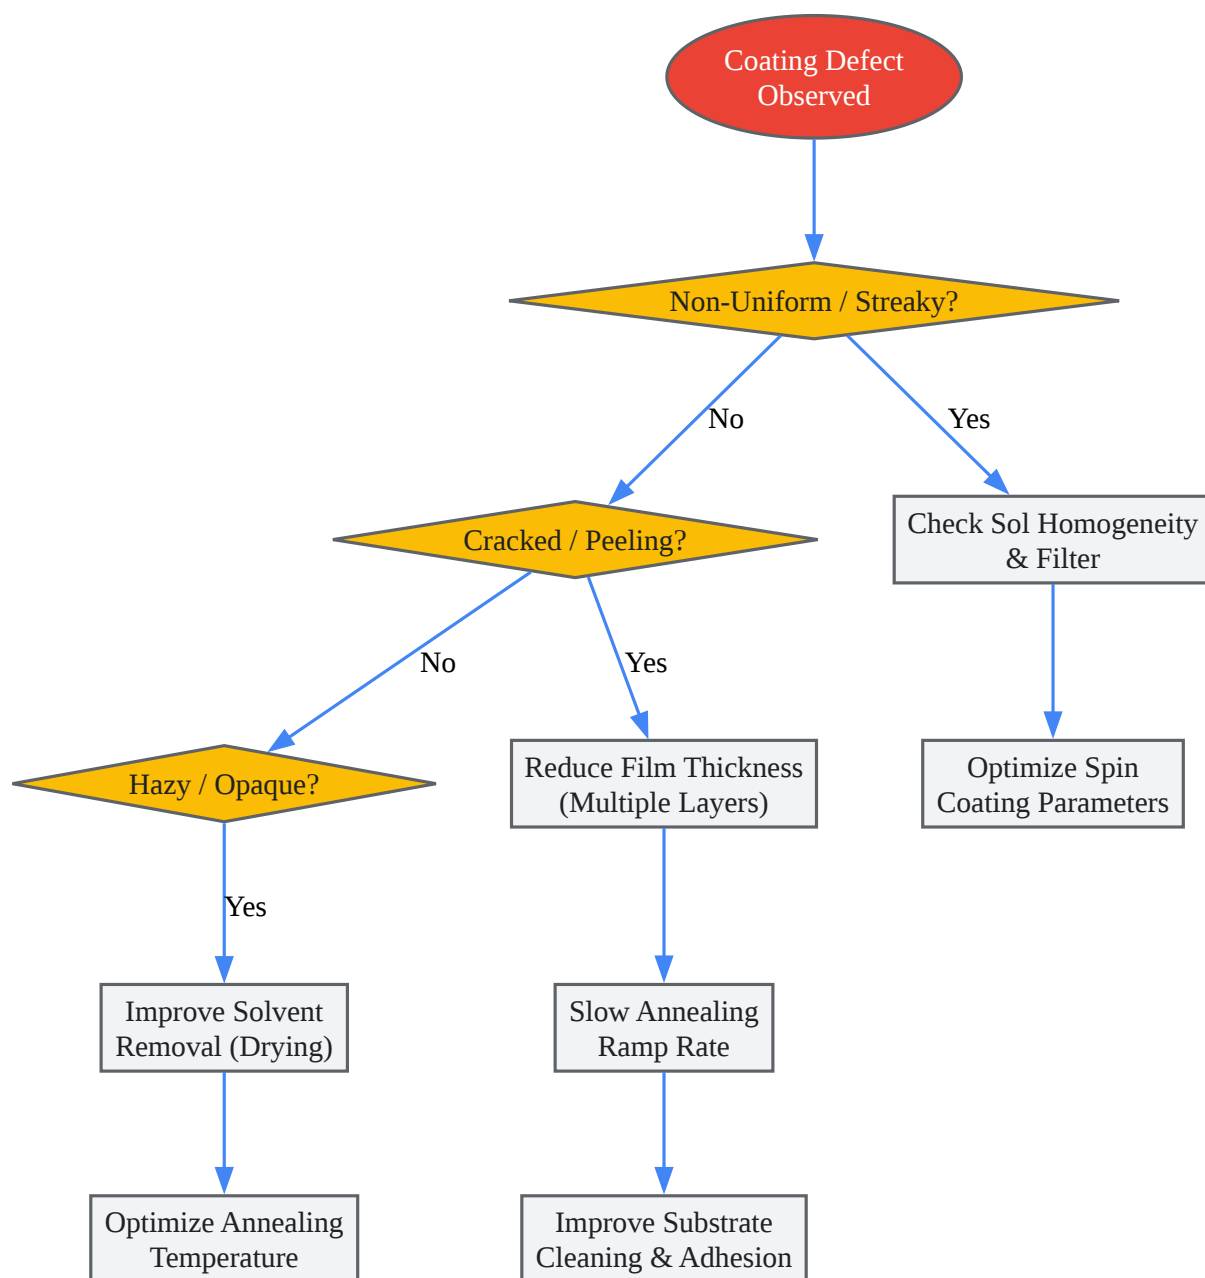 Coating Defect
Observed
Non-Uniform / Streaky?
No
Yes
Cracked / Peeling?
Check Sol Homogeneity
& Filter
No
Yes
Hazy / Opaque?
Reduce Film Thickness
(Multiple Layers)
Optimize Spin
Coating Parameters
Yes
Improve Solvent
Removal (Drying)
Slow Annealing
Ramp Rate
Optimize Annealing
Temperature
Improve Substrate
Cleaning & Adhesion